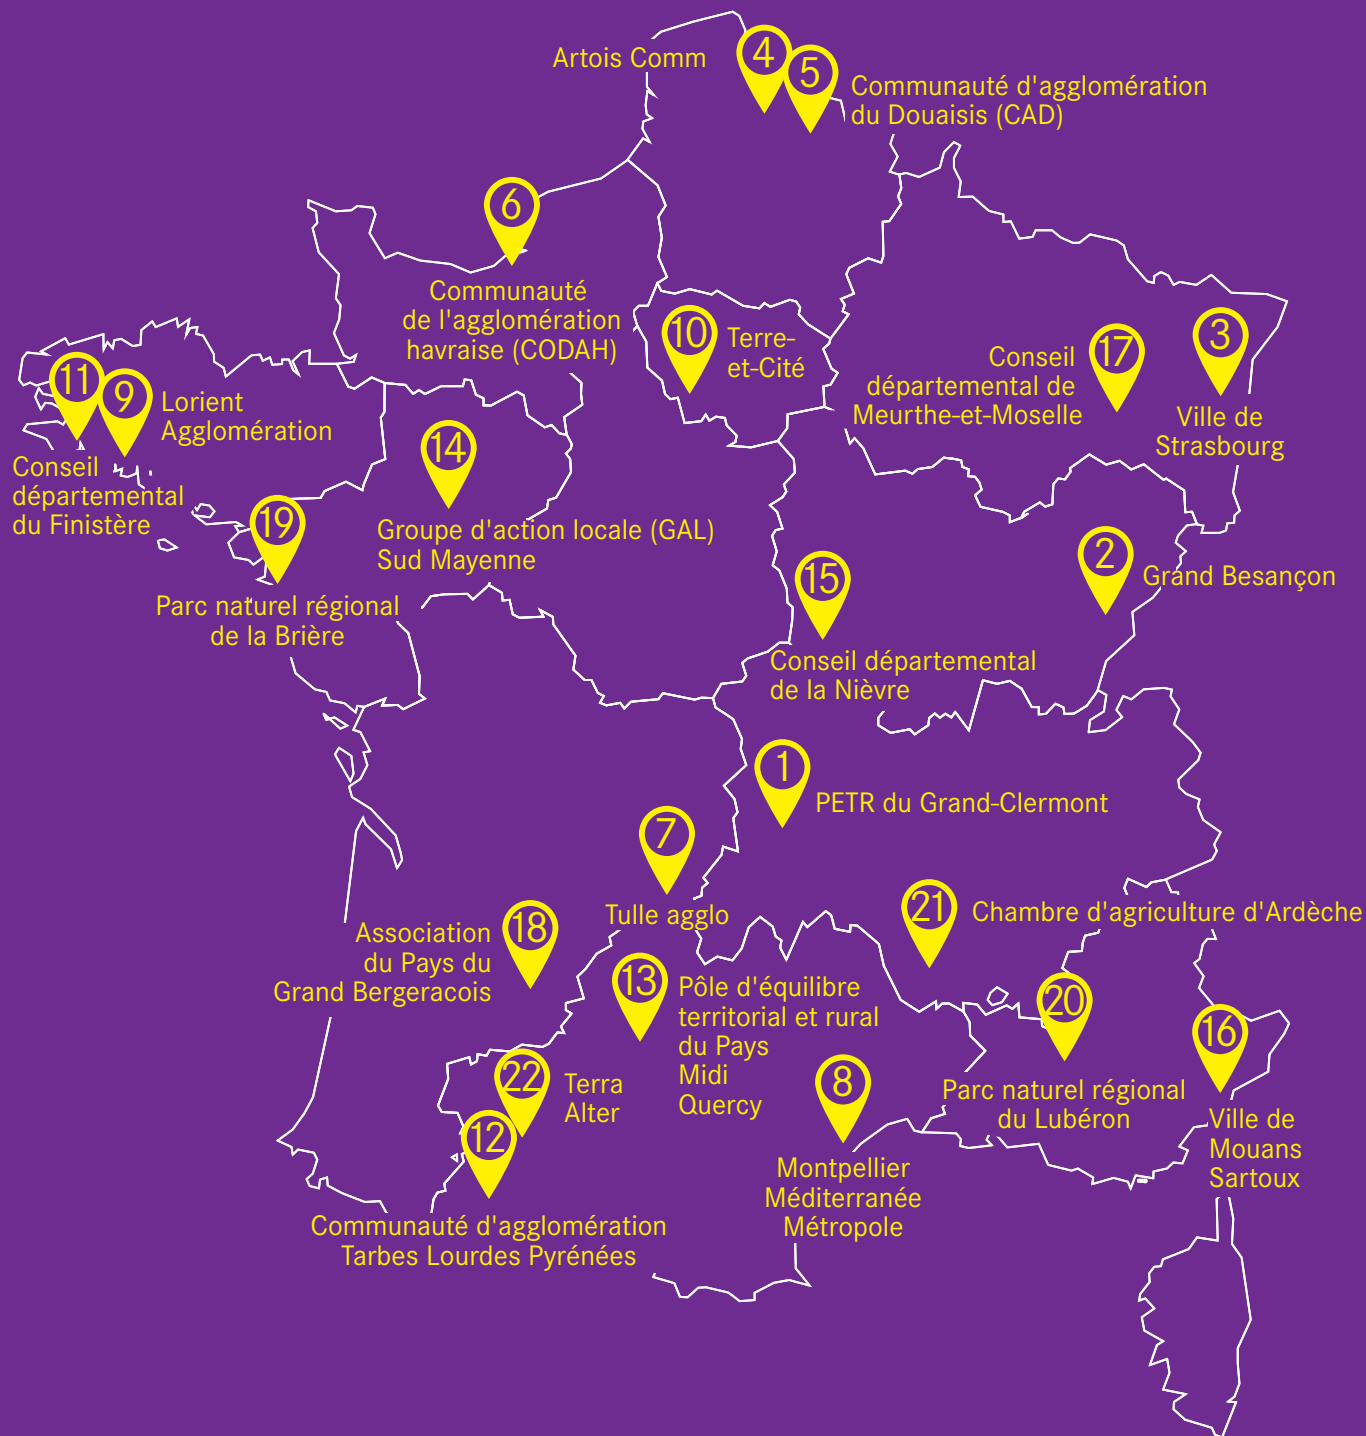 4
Artois Comm
5
Communauté d'agglomération
du Douaisis (CAD)
6
Communauté
de l'agglomération
havraise (CODAH)
10
Terre-
et-Cité
17
Conseil
départemental de
Meurthe-et-Moselle
3
Ville de
Strasbourg
11
Conseil
départemental
du Finistère
9
Lorient
Agglomération
14
Groupe d'action locale (GAL)
Sud Mayenne
19
Parc naturel régional
de la Brière
15
Conseil départemental
de la Nièvre
2
Grand Besançon
1
PETR du Grand-Clermont
7
Tulle agglo
21
Chambre d'agriculture d'Ardèche
18
Association
du Pays du
Grand Bergeracois
13
Pôle d'équilibre
territorial et rural
du Pays
Midi
Quercy
20
Parc naturel régional
du Lubéron
16
Ville de
Mouans
Sartoux
22
Terra
Alter
8
Montpellier
Méditerranée
Métropole
12
Communauté d'agglomération
Tarbes Lourdes Pyrénées